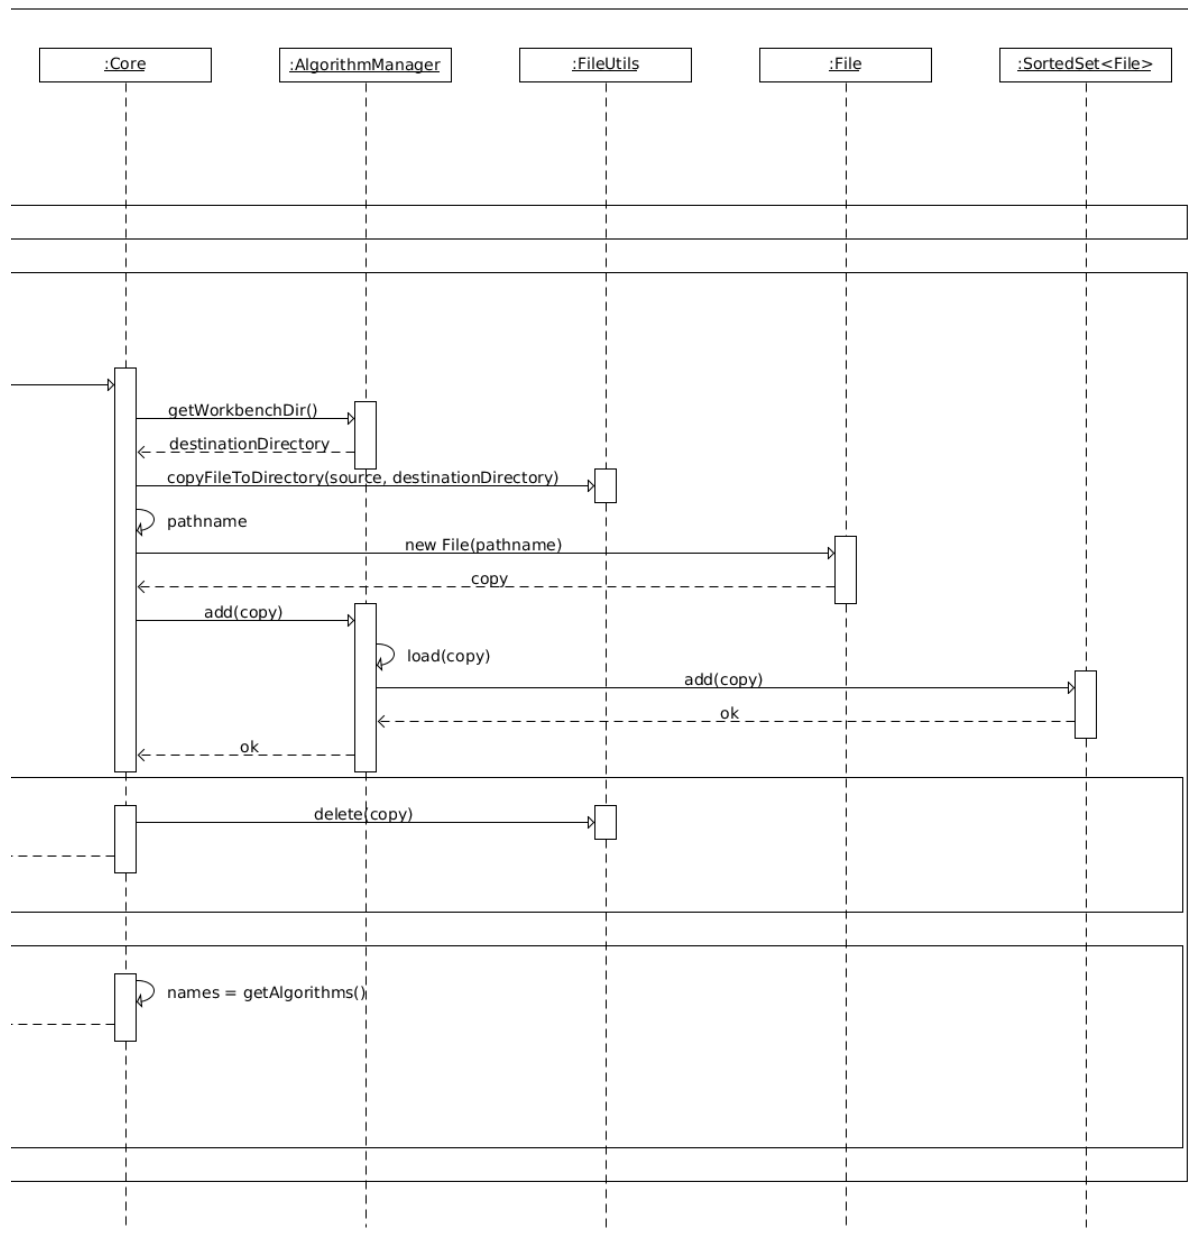 :Core
:AlgorithmManager
:FileUtils
:File
:SortedSet<File>
getWorkbenchDir()
destinationDirectory
copyFileToDirectory(source, destinationDirectory)
pathname
new File(pathname)
copy
add(copy)
load(copy)
add(copy)
ok
ok
delete(copy)
names = getAlgorithms()